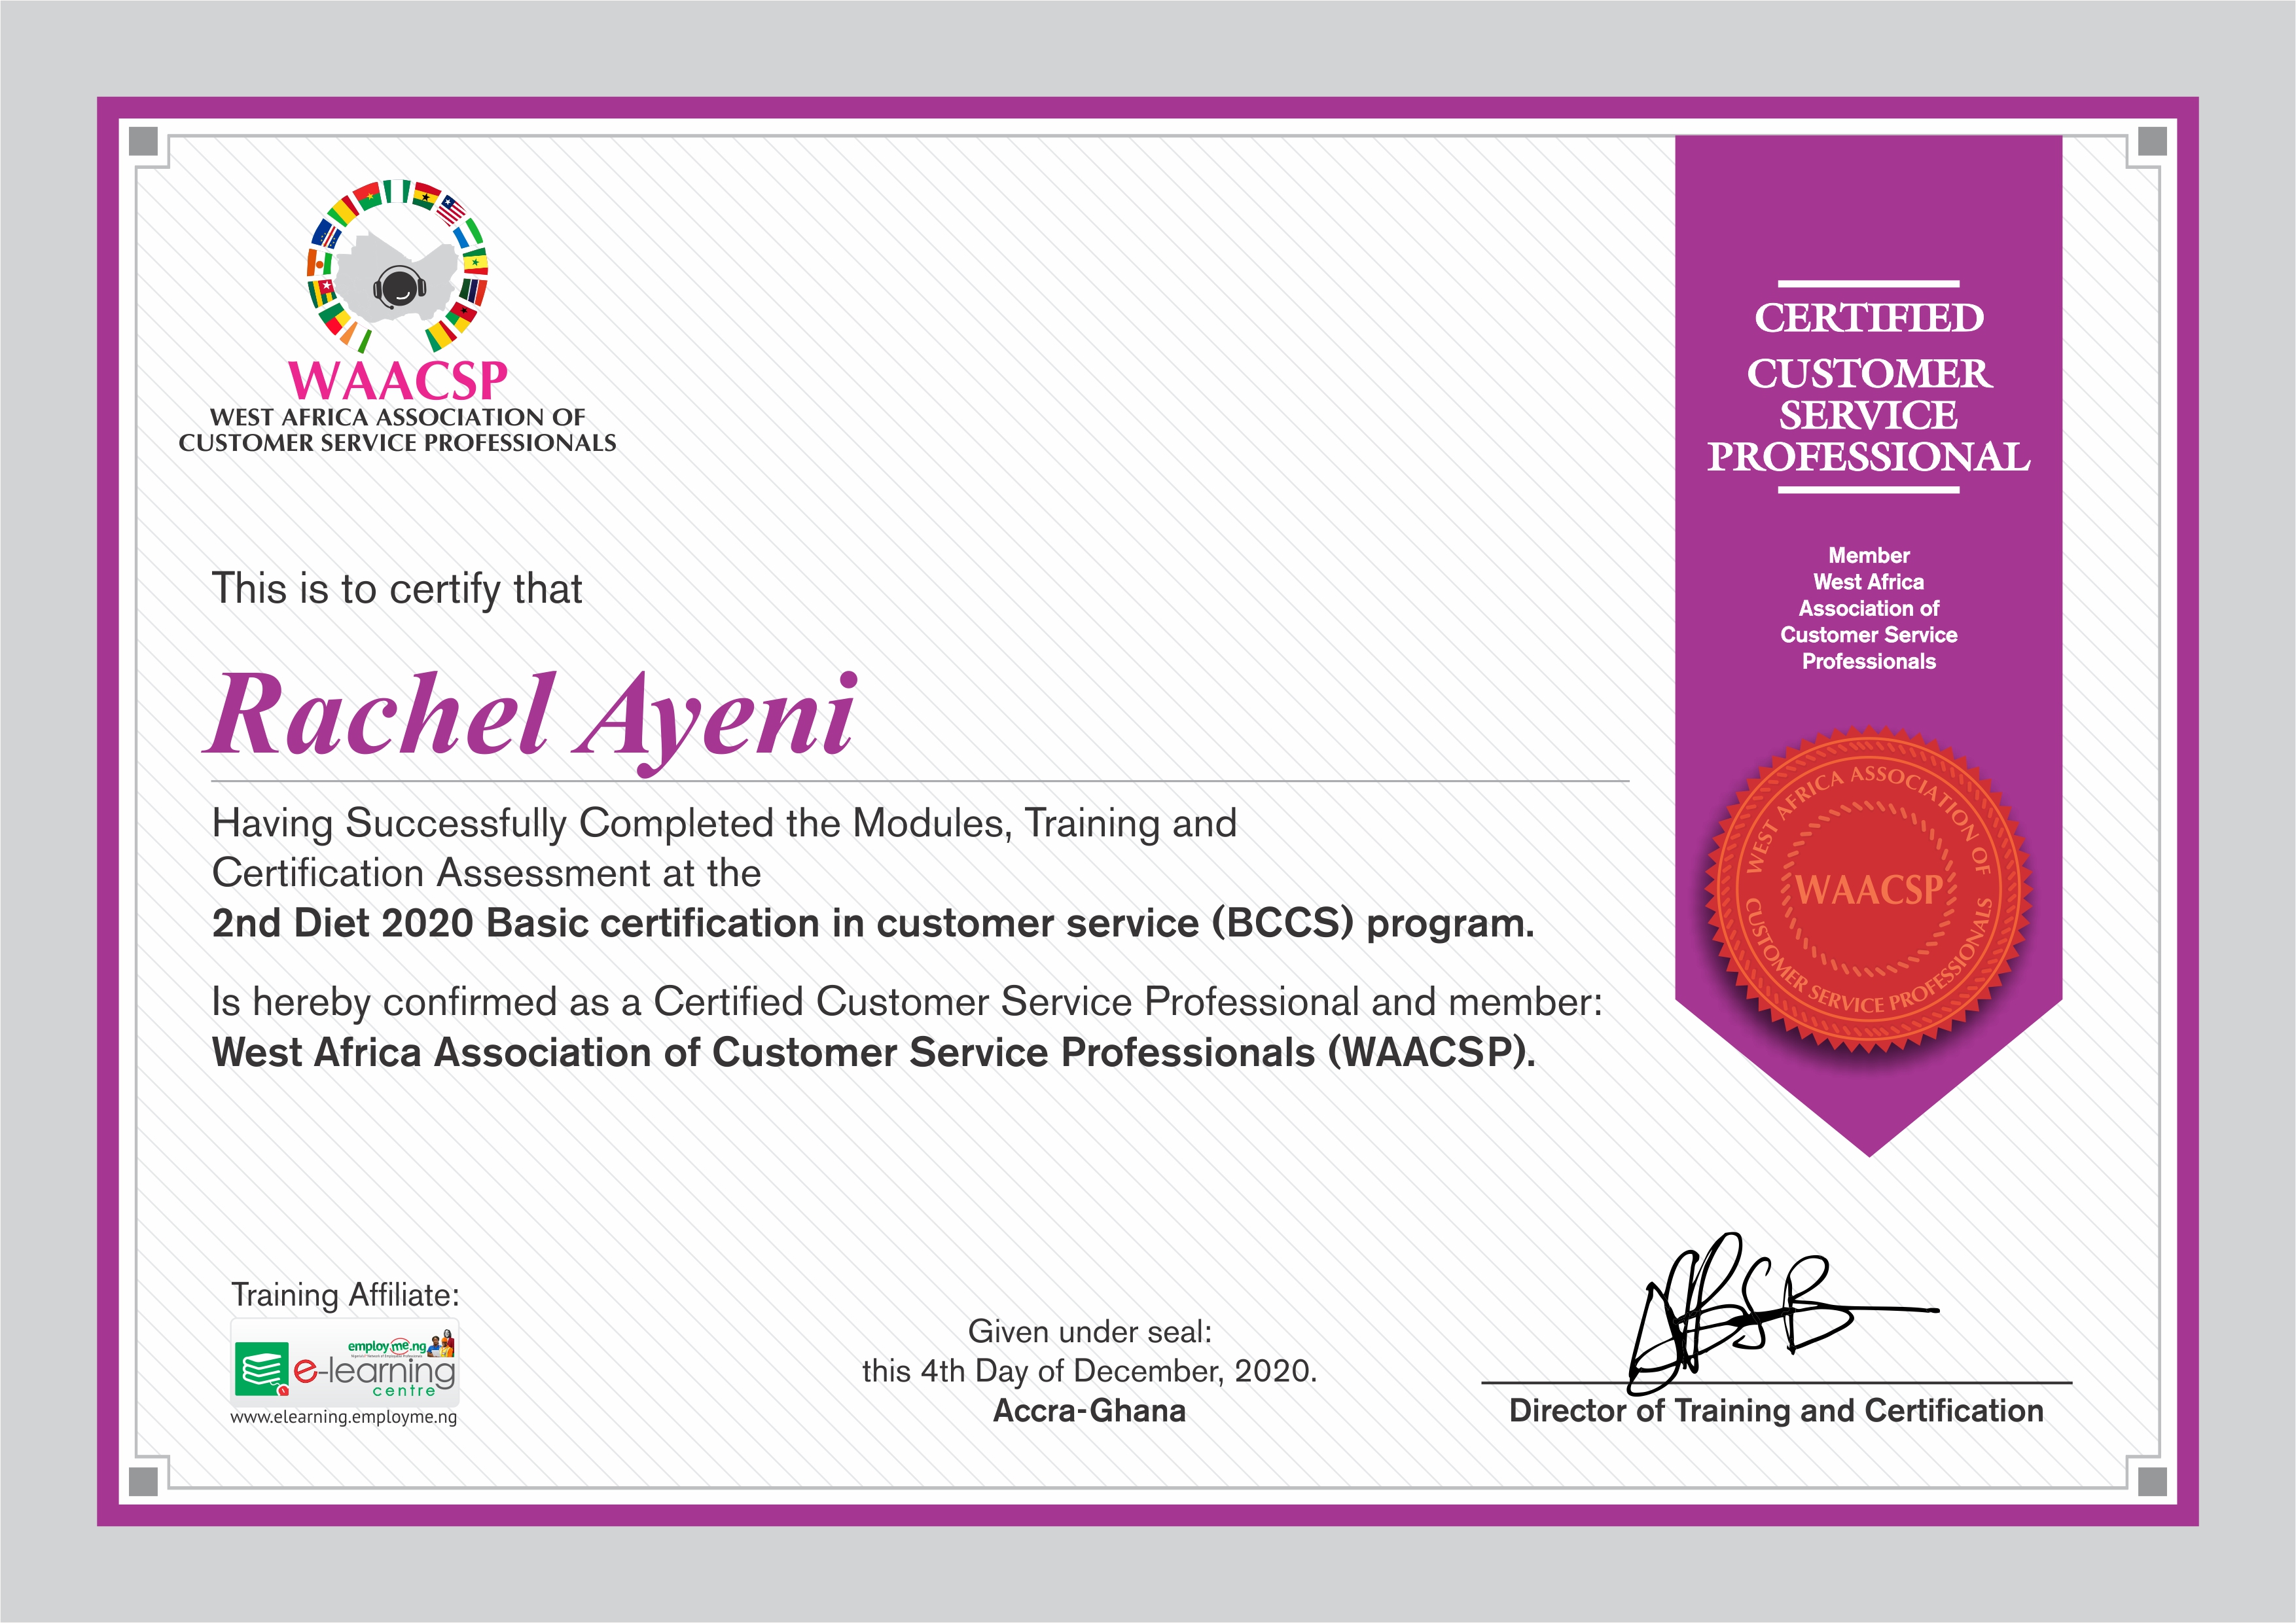 WAACSP
WEST AFRICA ASSOCIATION OF
CUSTOMER SERVICE PROFESSIONALS
CERTIFIED
CUSTOMER
SERVICE
PROFESSIONAL
Member
West Africa
Association of
Customer Service
Professionals
This is to certify that
Rachel Ayeni
Having Successfully Completed the Modules, Training and
Certification Assessment at the
2nd Diet 2020 Basic certification in customer service (BCCS) program.
Is hereby confirmed as a Certified Customer Service Professional and member:
West Africa Association of Customer Service Professionals (WAACSP).
WEST AFRICA ASSOCIATION OF
WAACSP
CUSTOMER SERVICE PROFESSIONALS
Training Affiliate:
employ me.ng
e-learning
centre
www.elearning.employme.ng
Given under seal:
this 4th Day of December, 2020.
Accra-Ghana
Director of Training and Certification